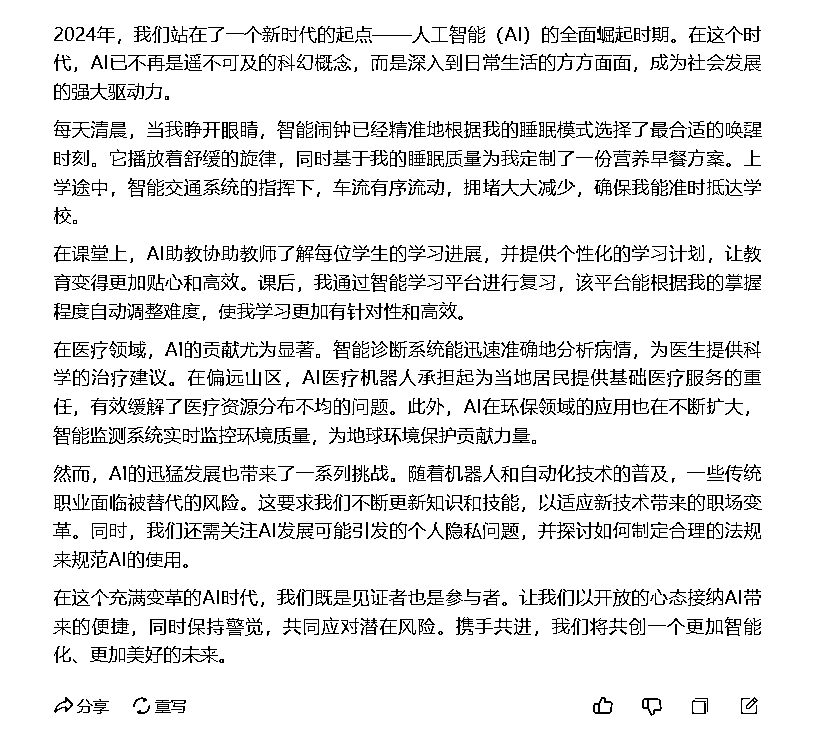 2024年，我们站在了一个新时代的起点——人工智能（AI）的全面崛起时期。在这个时
代，AI已不再是遥不可及的科幻概念，而是深入到日常生活的方方面面，成为社会发展
的强大驱动力。
每天清晨，当我睁开眼睛，智能闹钟已经精准地根据我的睡眠模式选择了最合适的唤醒
时刻。它播放着舒缓的旋律，同时基于我的睡眠质量为我定制了一份营养早餐方案。上
学途中，智能交通系统的指挥下，车流有序流动，拥堵大大减少，确保我能准时抵达学
校。
在课堂上，AI助教协助教师了解每位学生的学习进展，并提供个性化的学习计划，让教
育变得更加贴心和高效。课后，我通过智能学习平台进行复习，该平台能根据我的掌握
程度自动调整难度，使我学习更加有针对性和高效。
在医疗领域，AI的贡献尤为显著。智能诊断系统能迅速准确地分析病情，为医生提供科
学的治疗建议。在偏远山区，AI医疗机器人承担起为当地居民提供基础医疗服务的重
任，有效缓解了医疗资源分布不均的问题。此外，AI在环保领域的应用也在不断扩大，
智能监测系统实时监控环境质量，为地球环境保护贡献力量。
然而，AI的迅猛发展也带来了一系列挑战。随着机器人和自动化技术的普及，一些传统
职业面临被替代的风险。这要求我们不断更新知识和技能，以适应新技术带来的职场变
革。同时，我们还需关注AI发展可能引发的个人隐私问题，并探讨如何制定合理的法规
来规范AI的使用。
在这个充满变革的AI时代，我们既是见证者也是参与者。让我们以开放的心态接纳AI带
来的便捷，同时保持警觉，共同应对潜在风险。携手共进，我们将共创一个更加智能
化、更加美好的未来。
分享 重写